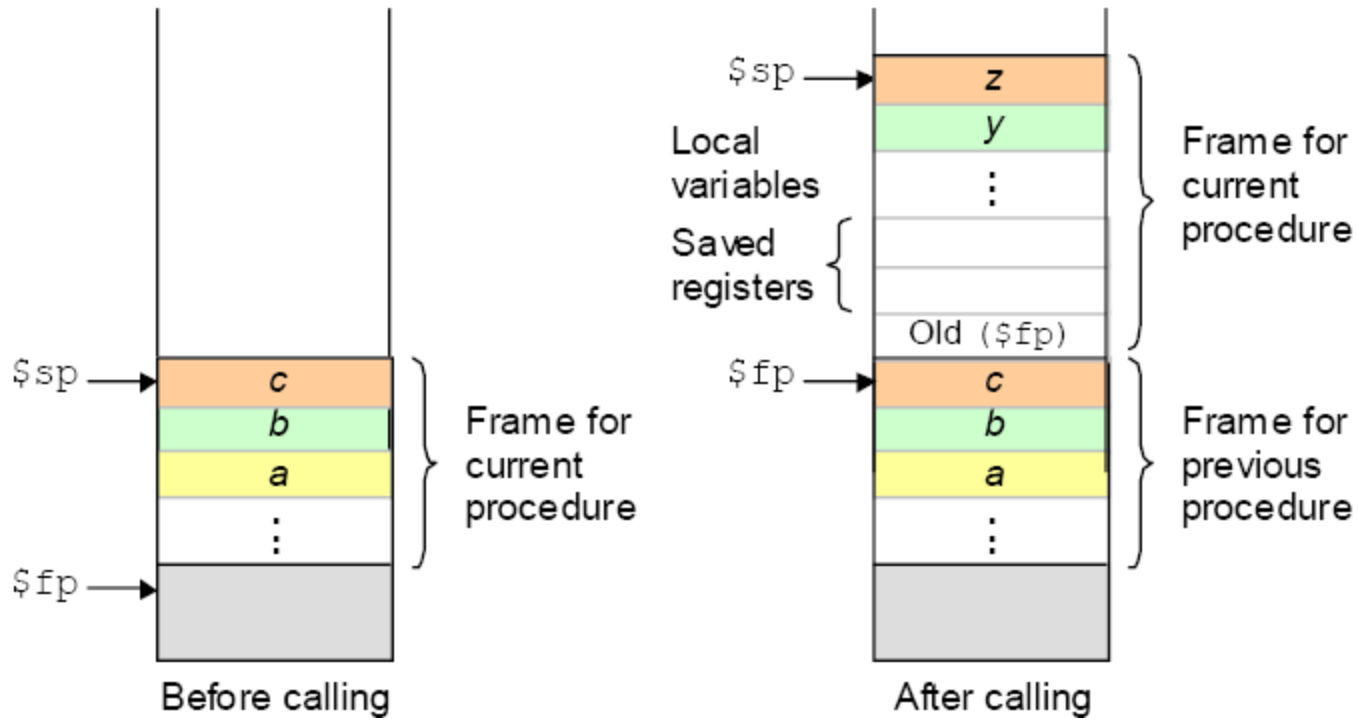 $sp
c
b
a
⋮
$fp
Frame for
current
procedure
Before calling
$sp
z
y
⋮
Local
variables
Saved
registers
Old ($fp)
$fp
c
b
a
⋮
Frame for
current
procedure
Frame for
previous
procedure
After calling